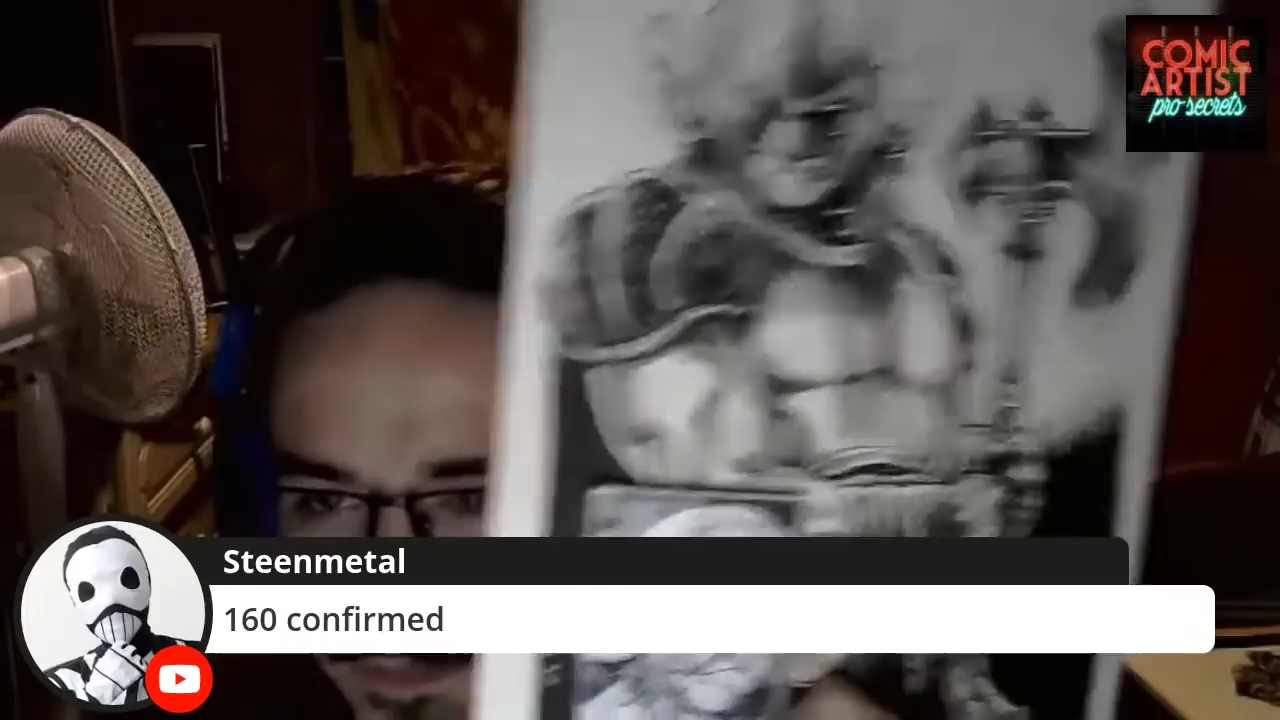 COMIC
ARTIST
pro secrets
Steenmetal
160 confirmed